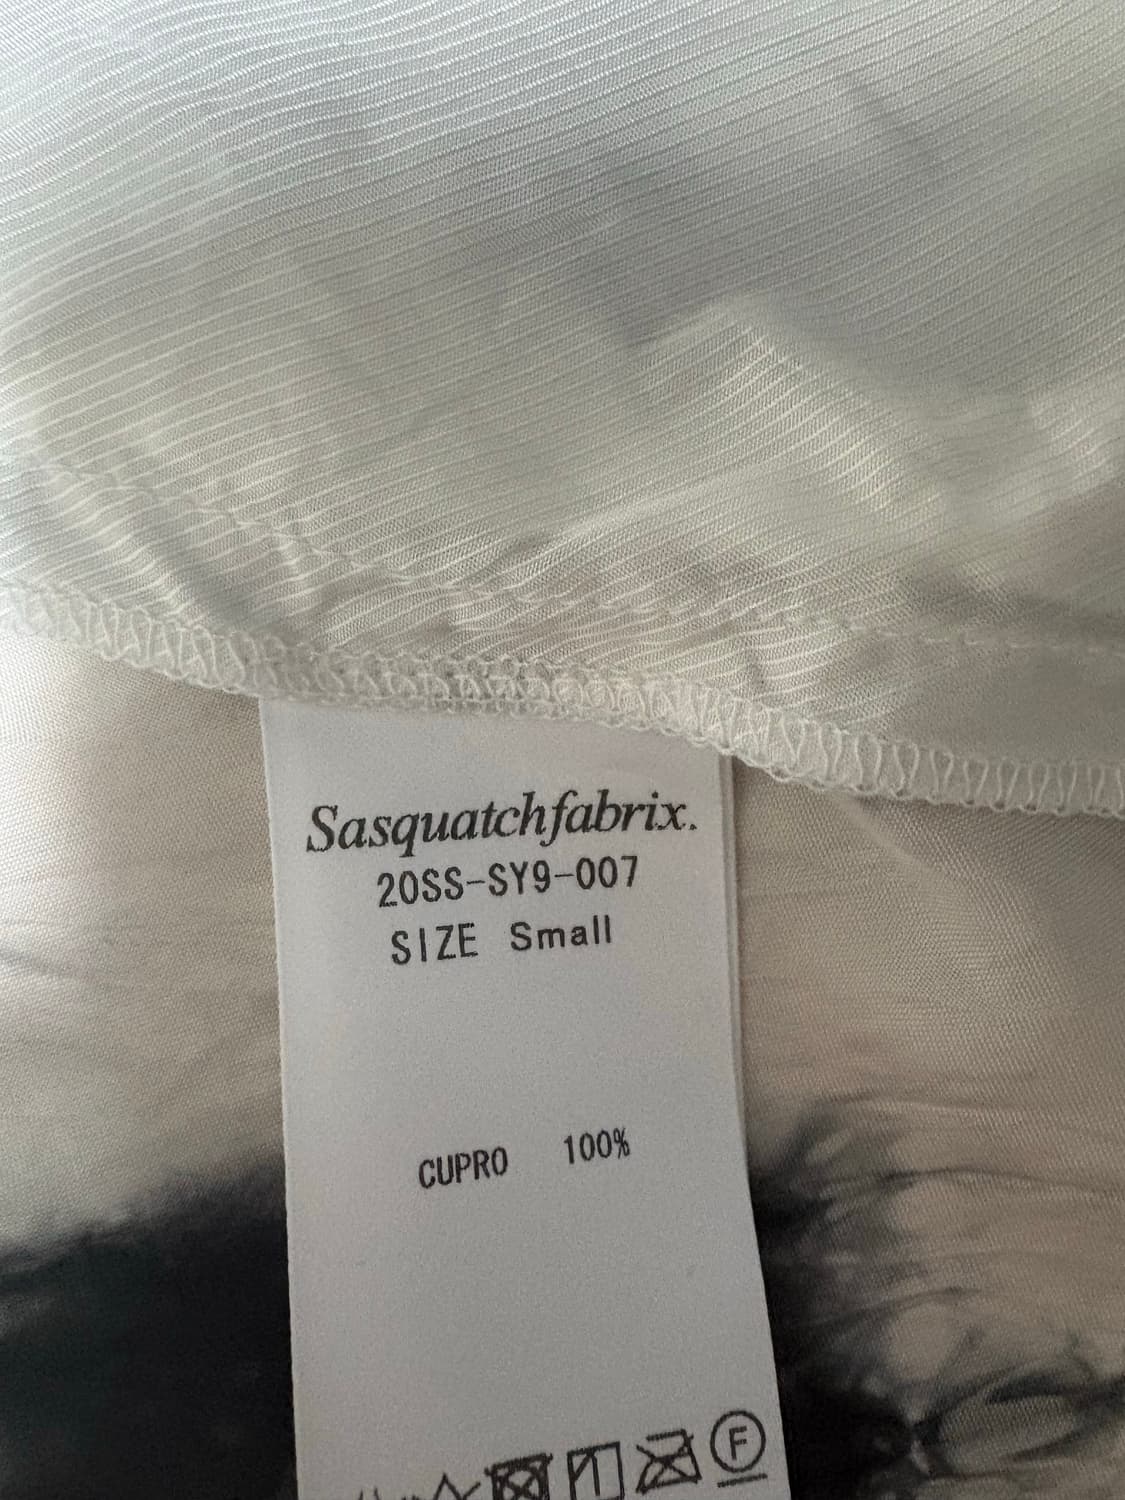 Sasquatchfabrix.
20SS-SY9-007
SIZE Small
CUPRO 100%
F